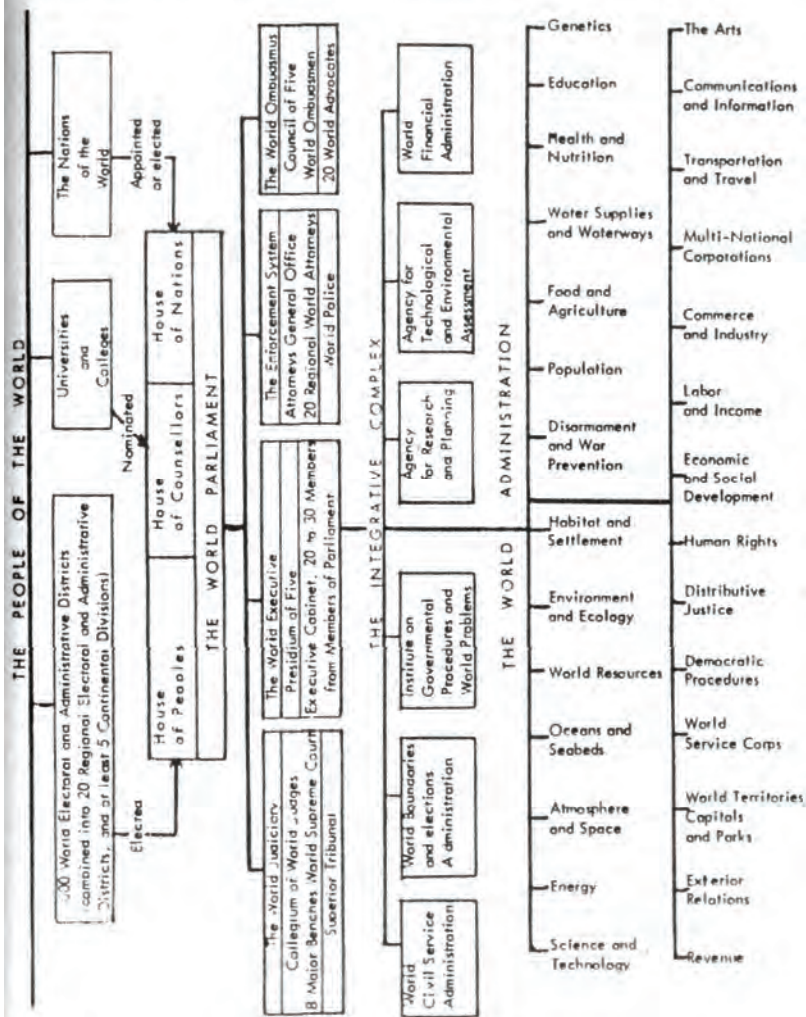 THE PEOPLE OF THE WORLD
World Electoral and Administrative Districts
(combined into 20 Regional Electoral and Administrative
Districts, and at least 5 Continental Divisions)
Universities
and
Colleges
The Nations
of the
World
Elected
Nominated
Appointed
or elected
House
of Peoples
House
of Counsellors
House
of Nations
THE WORLD PARLIAMENT
The World Judiciary
Collegium of World Judges
8 Major Benches World Supreme Court
Superior Tribunal
The World Executive
Presidium of Five
Executive Cabinet, 20 to 30 Members
from Members of Parliament
The Enforcement System
Attorneys General Office
20 Regional World Attorneys
World Police
The World Ombudsmus
Council of Five
World Ombudsmen
20 World Advocates
THE INTEGRATIVE COMPLEX
World
Civil Service
Administration
World Boundaries
and elections
Administration
Institute on
Governmental
Procedures and
World Problems
Agency
for Research
and Planning
Agency for
Technological
and Environmental
Assessment
World
Financial
Administration
THE WORLD ADMINISTRATION
Genetics
Education
Health and
Nutrition
Water Supplies
and Waterways
Food and
Agriculture
Population
Disarmament
and War
Prevention
Habitat and
Settlement
Environment
and Ecology
World Resources
Oceans and
Seabeds
Atmosphere
and Space
Energy
Science and
Technology
The Arts
Communications
and Information
Transportation
and Travel
Multi-National
Corporations
Commerce
and Industry
Labor
and Income
Economic
and Social
Development
Human Rights
Distributive
Justice
Democratic
Procedures
World
Service Corps
World Territories
Capitals
and Parks
Exterior
Relations
Revenue